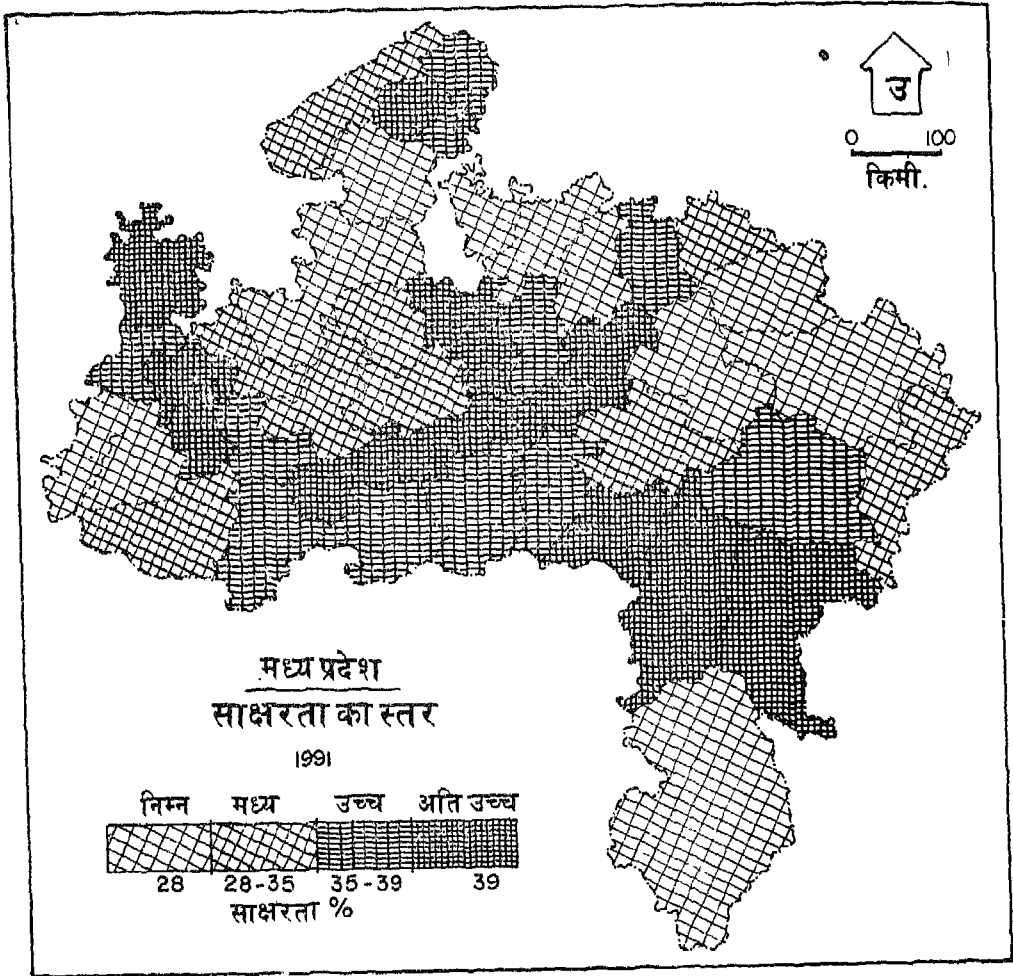 उ
0 100
किमी.
मध्य प्रदेश
साक्षरता का स्तर
1991
निम्न मध्य उच्च अति उच्च
28 28-35 35-39 39
साक्षरता %